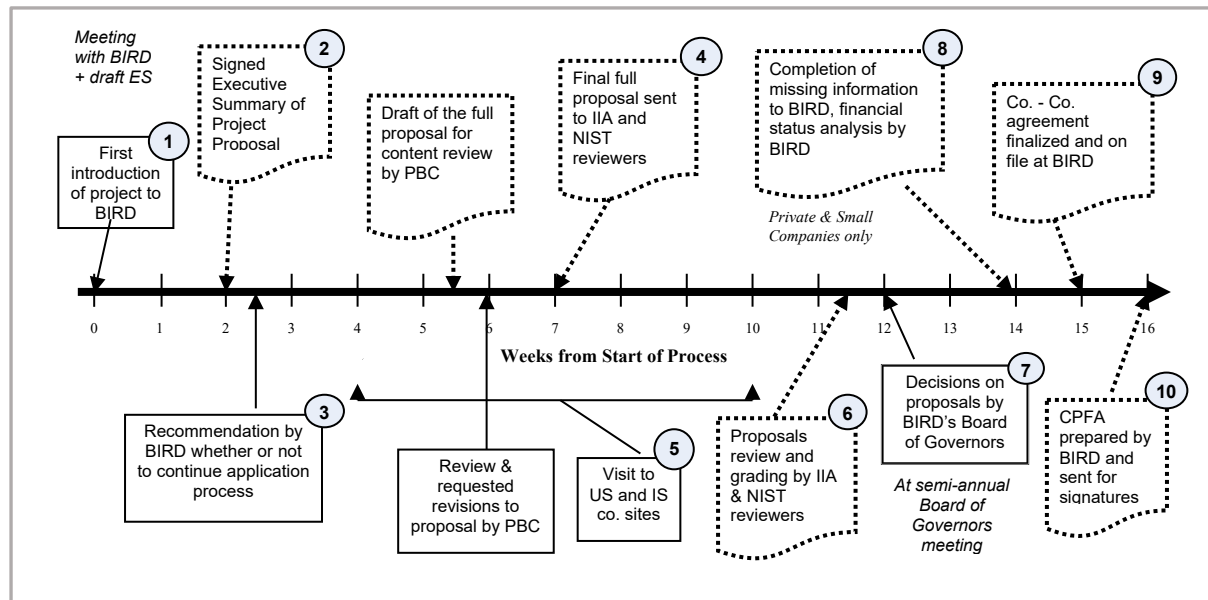 Meeting
with BIRD
+ draft ES
1
First
introduction
of project to
BIRD
2
Signed
Executive
Summary of
Project
Proposal
Draft of the full
proposal for
content review
by PBC
4
Final full
proposal sent
to IIA and
NIST
reviewers
8
Completion of
missing information
to BIRD, financial
status analysis by
BIRD
Private & Small
Companies only
9
Co. - Co.
agreement
finalized and on
file at BIRD
0 1 2 3 4 5 6 7 8 9 10 11 12 13 14 15 16
Weeks from Start of Process
3
Recommendation by
BIRD whether or not
to continue application
process
Review &
requested
revisions to
proposal by PBC
5
Visit to
US and IS
co. sites
6
Proposals
review and
grading by IIA
& NIST
reviewers
7
Decisions on
proposals by
BIRD's Board
of Governors
At semi-annual
Board of
Governors
meeting
10
CPFA
prepared by
BIRD and
sent for
signatures